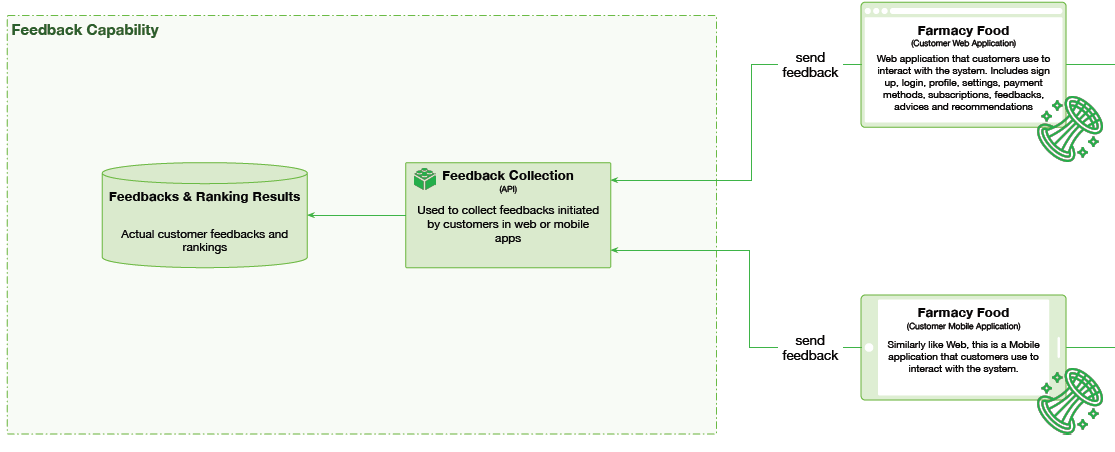 Feedback Capability
Feedbacks & Ranking Results
Actual customer feedbacks and
rankings
Feedback Collection
(API)
Used to collect feedbacks initiated
by customers in web or mobile
apps
send
feedback
Farmacy Food
(Customer Web Application)
Web application that customers use to
interact with the system. Includes sign
up, login, profile, settings, payment
methods, subscriptions, feedbacks,
advices and recommendations
send
feedback
Farmacy Food
(Customer Mobile Application)
Similarly like Web, this is a Mobile
application that customers use to
interact with the system.